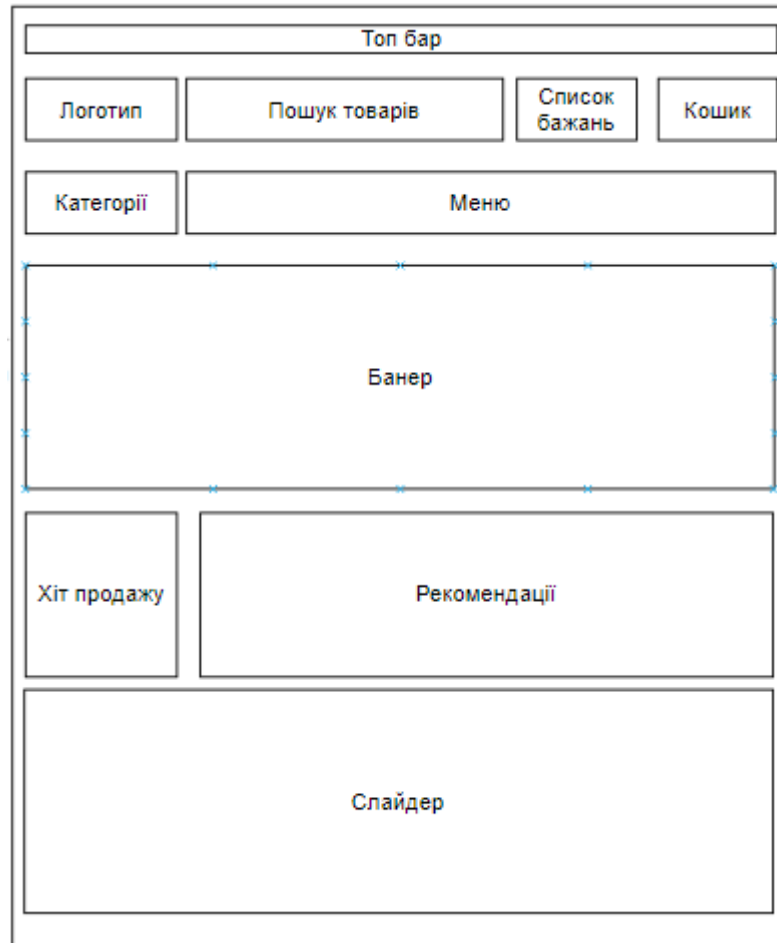 Топ бар
Логотип
Пошук товарів
Список
бажань
Кошик
Категорії
Меню
Банер
Хіт продажу
Рекомендації
Слайдер